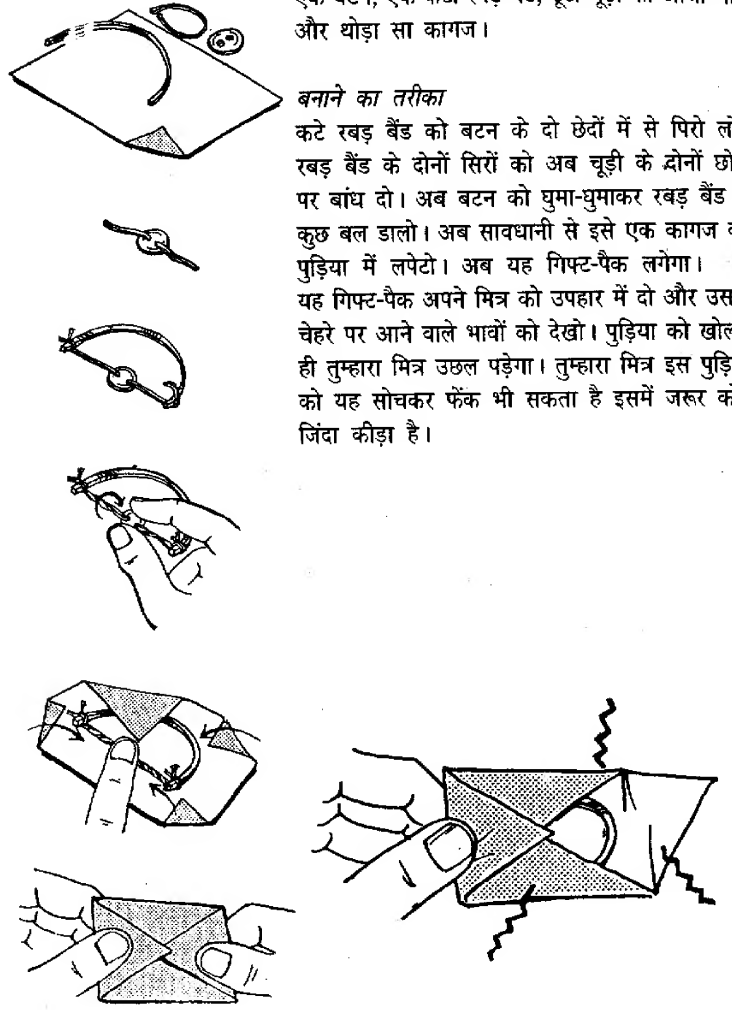 और थोड़ा सा कागज।
बनाने का तरीका
कटे रबड़ बैंड को बटन के दो छेदों में से पिरो
रबड़ बैंड के दोनों सिरों को अब चूड़ी के दोनों
पर बांध दो। अब बटन को घुमा-घुमाकर रबड़ बैंड
कुछ बल डालो। अब सावधानी से इसे एक कागज
पुड़िया में लपेटो। अब यह गिफ्ट-पैक लगेगा।
यह गिफ्ट-पैक अपने मित्र को उपहार में दो और
चेहरे पर आने वाले भावों को देखो। पुड़िया को
ही तुम्हारा मित्र उछल पड़ेगा। तुम्हारा मित्र इस
को यह सोचकर फेंक भी सकता है इसमें जरूर
जिंदा कीड़ा है।